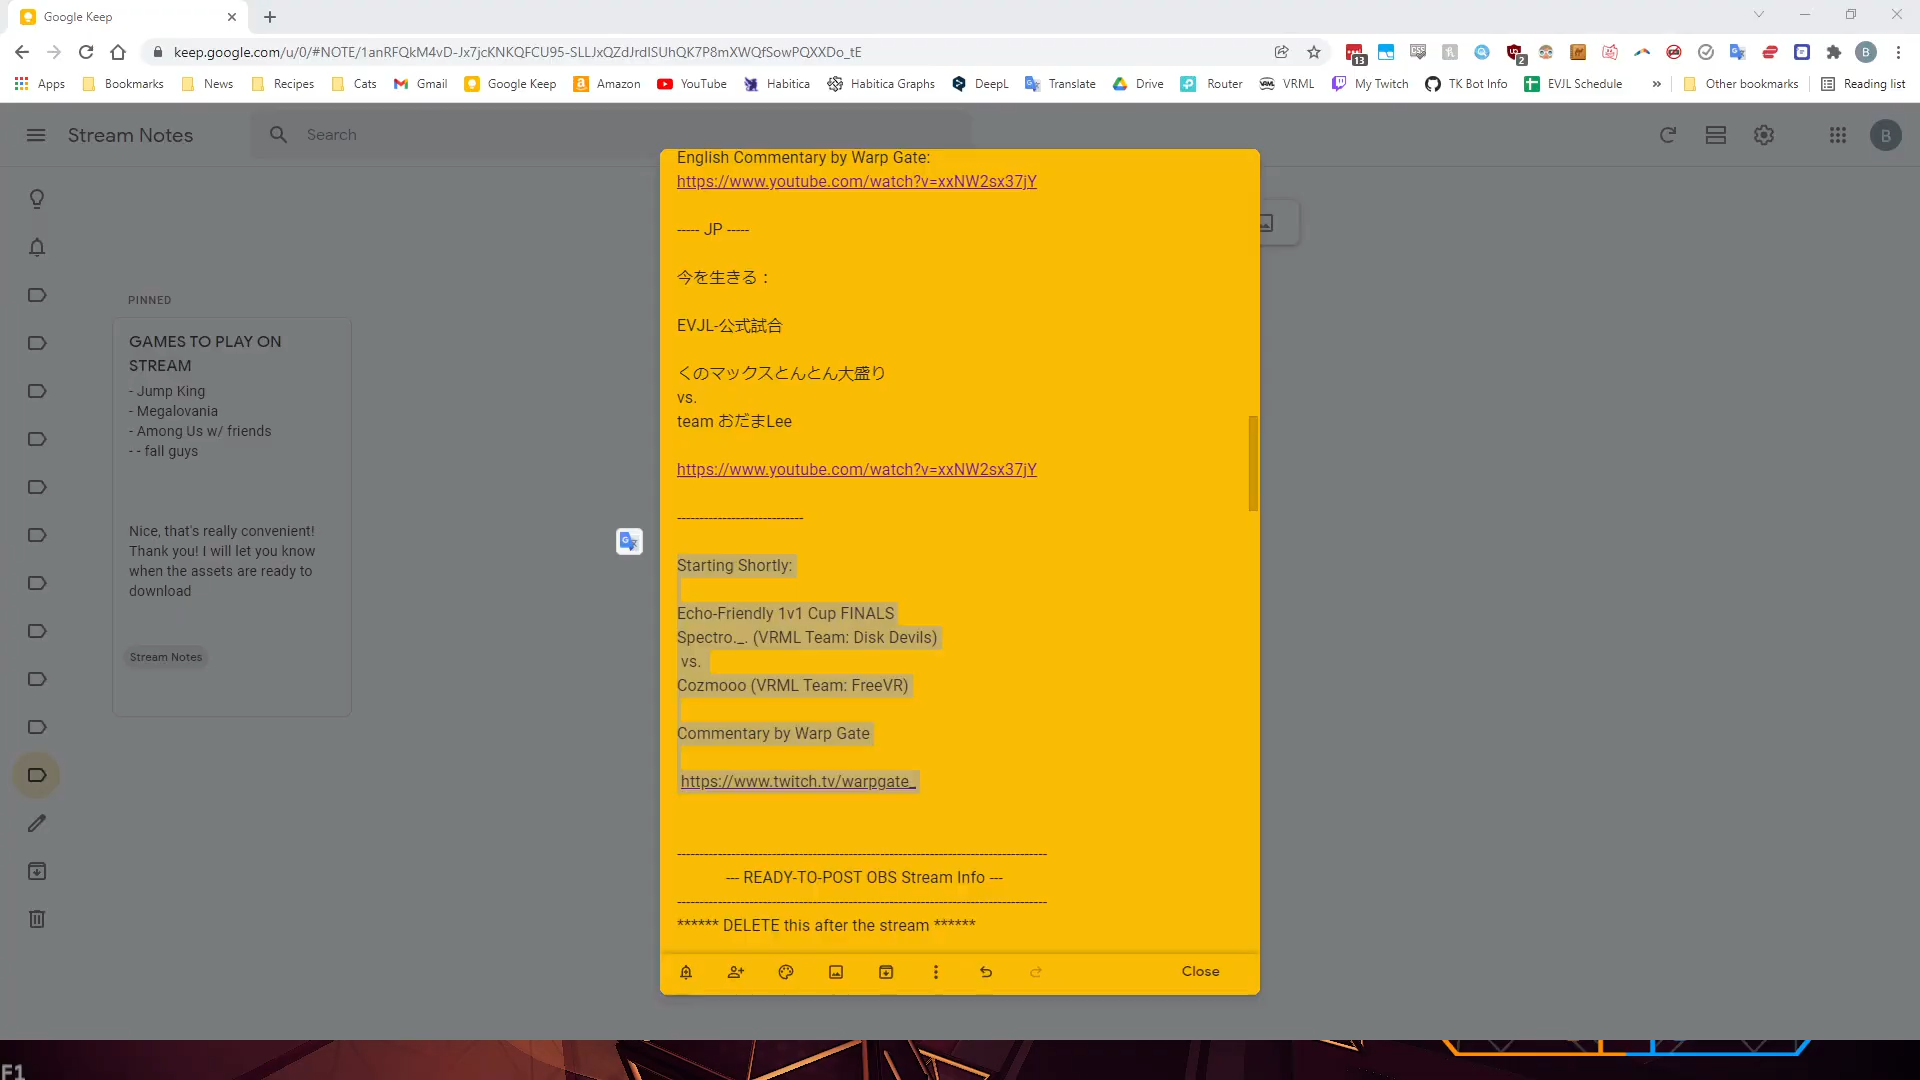 Google Keep
keep.google.com/u/0/#NOTE/1anRFQkM4vD-Jx7jcKNKQFCU95-SLLJxQZdJrdISUhQK7P8mXWQfSowPQXXDo_tE
13
2
B
Apps
Bookmarks
News
Recipes
Cats
Gmail
Google Keep
Amazon
YouTube
Habitica
Habitica Graphs
DeepL
Translate
Drive
Router
VRML
My Twitch
TK Bot Info
EVJL Schedule
»
Other bookmarks
Reading list
Stream Notes
Search
B
PINNED
GAMES TO PLAY ON
STREAM
- Jump King
- Megalovania
- Among Us w/ friends
- - fall guys
Nice, that's really convenient!
Thank you! I will let you know
when the assets are ready to
download
Stream Notes
English Commentary by Warp Gate:
https://www.youtube.com/watch?v=xxNW2sx37jY
----- JP -----
今を生きる：
EVJL-公式試合
くのマックスとんとん大盛り
vs.
team おだまLee
https://www.youtube.com/watch?v=xxNW2sx37jY
----------------------------
Starting Shortly:
Echo-Friendly 1v1 Cup FINALS
Spectro._. (VRML Team: Disk Devils)
vs.
Cozmooo (VRML Team: FreeVR)
Commentary by Warp Gate
https://www.twitch.tv/warpgate_
----------------------------------------------------------------------------------
--- READY-TO-POST OBS Stream Info ---
----------------------------------------------------------------------------------
****** DELETE this after the stream ******
Close
F1